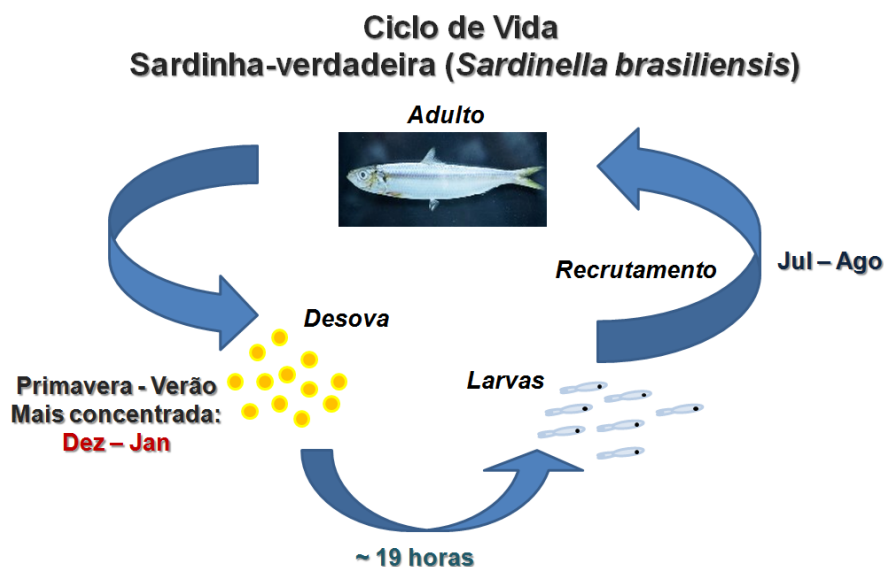 Ciclo de Vida
Sardinha-verdadeira (Sardinella brasiliensis)
Adulto
Recrutamento
Jul – Ago
Desova
Primavera - Verão
Mais concentrada:
Dez – Jan
Larvas
~ 19 horas